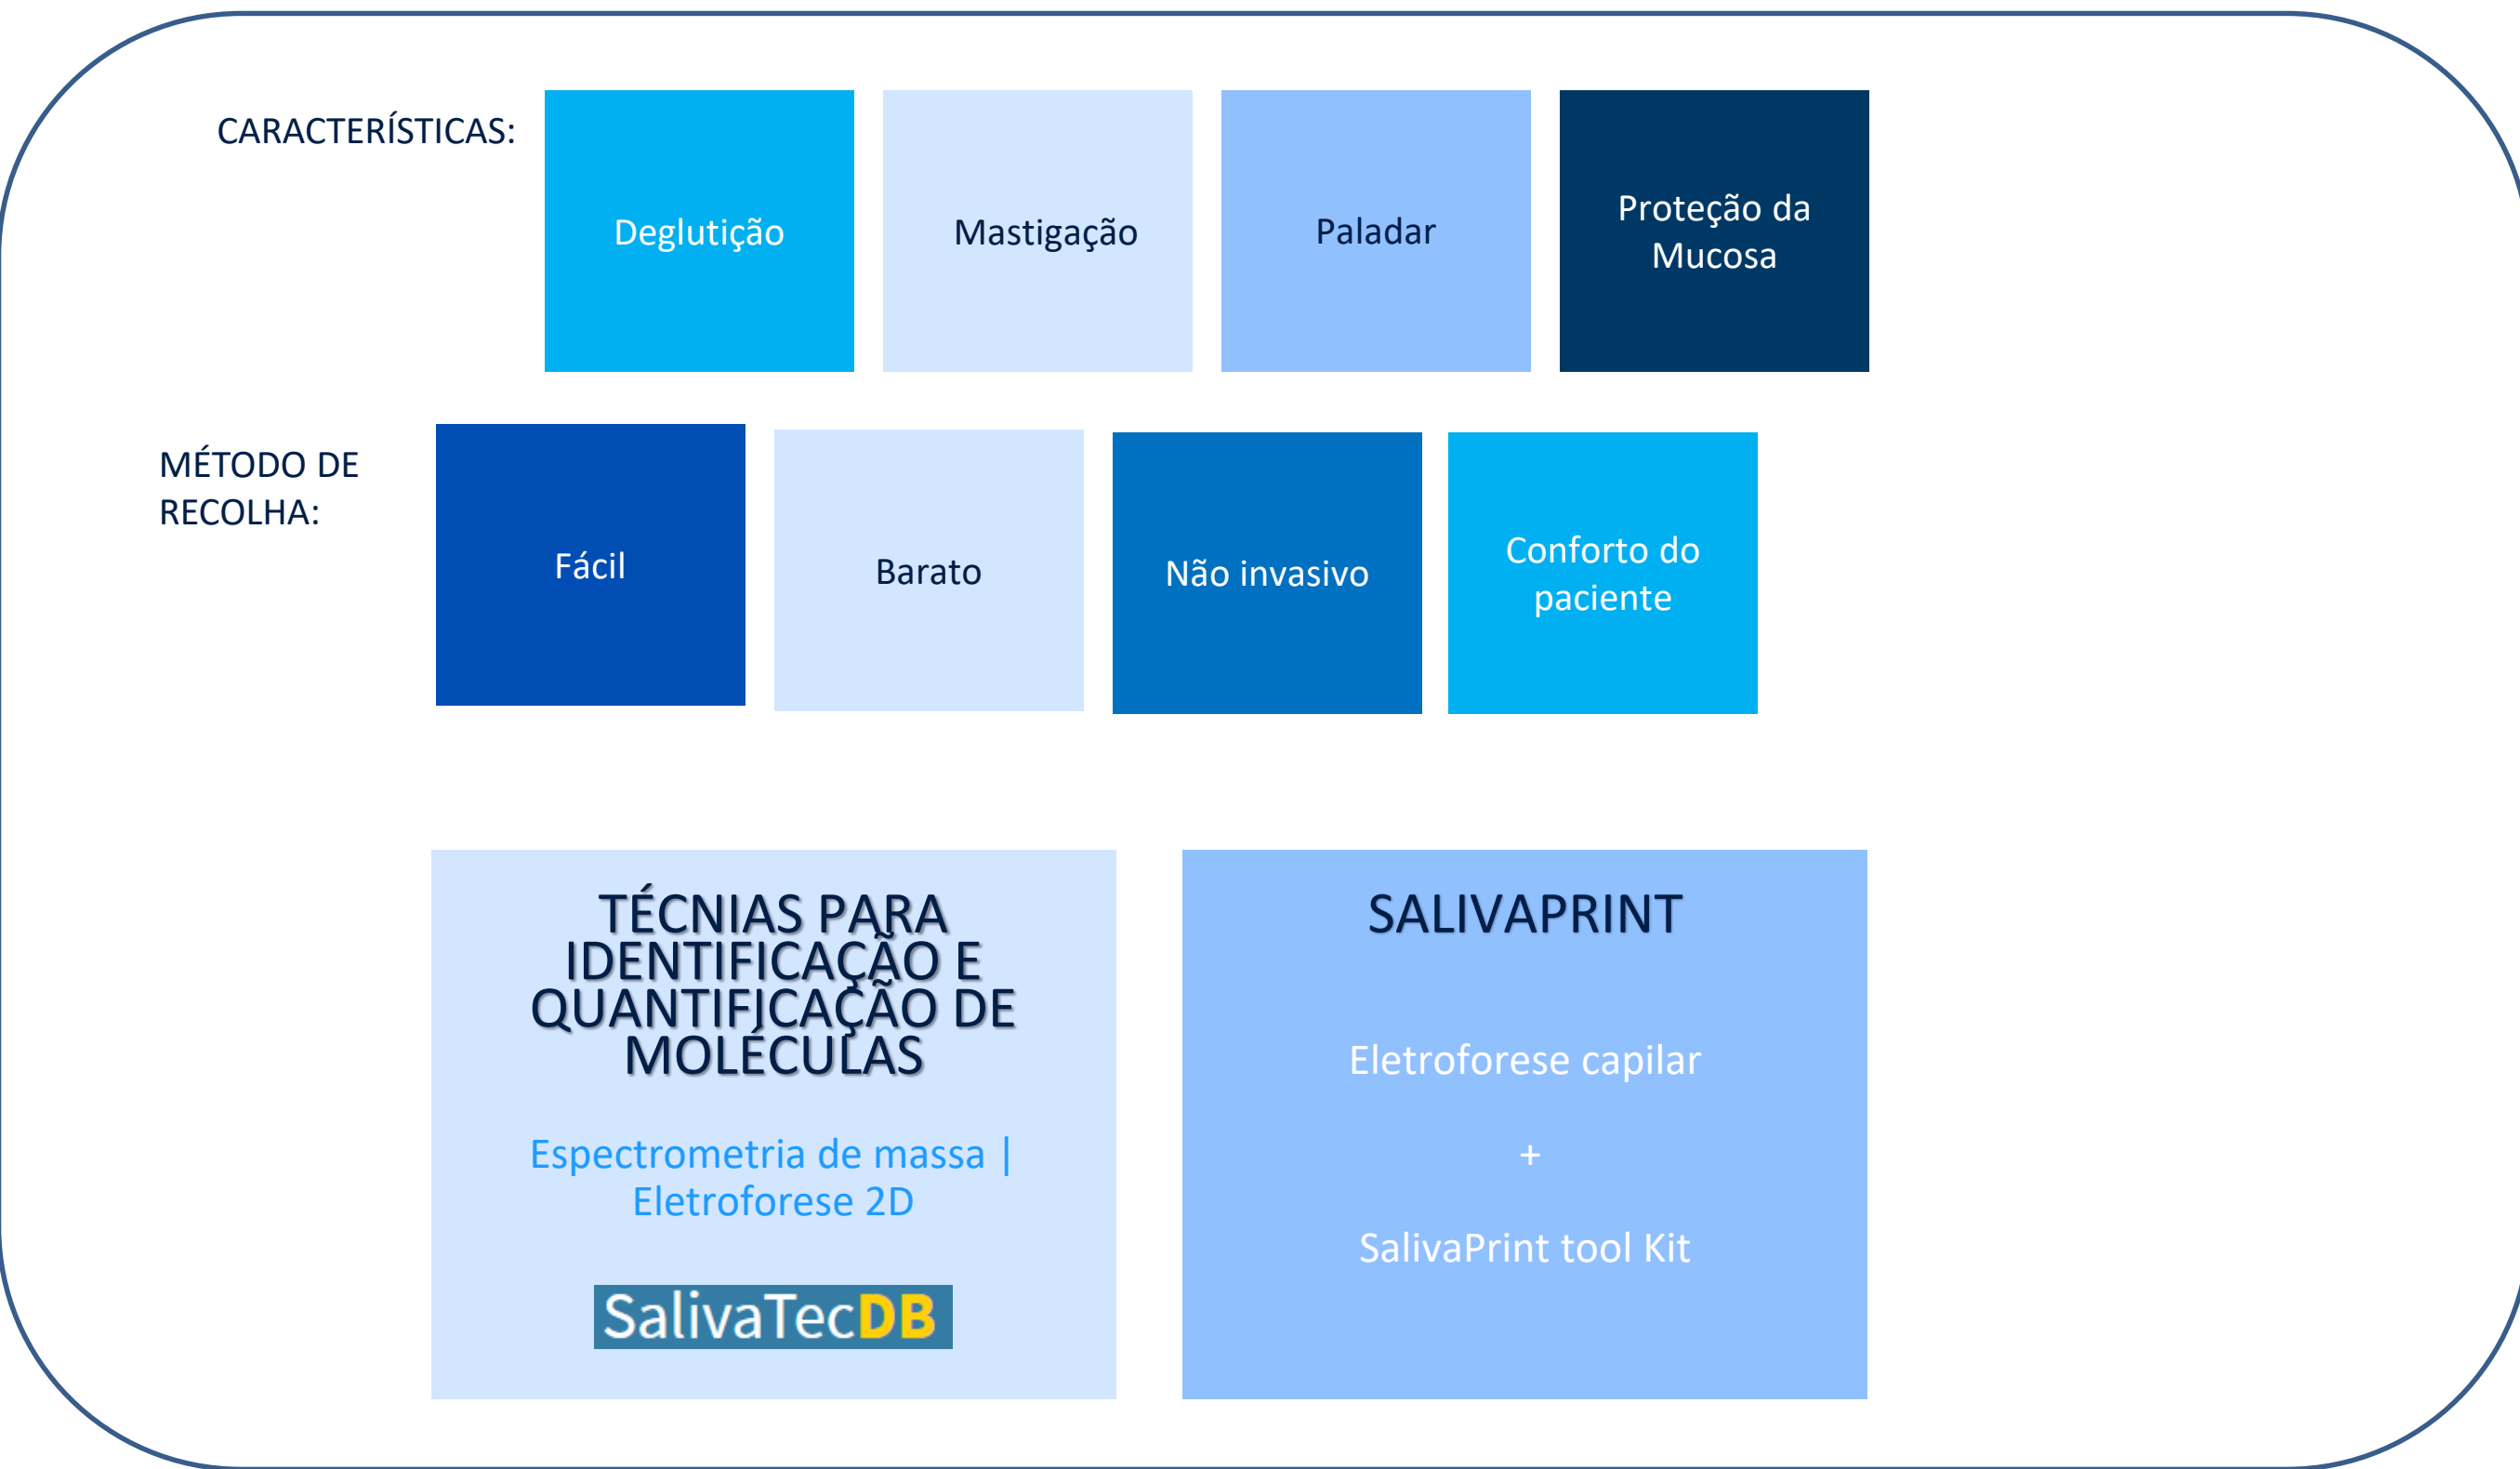 CARACTERÍSTICAS:
Deglutição
Mastigação
Paladar
Proteção da
Mucosa
MÉTODO DE
RECOLHA:
Fácil
Barato
Não invasivo
Conforto do
paciente
TÉCNIAS PARA
IDENTIFICAÇÃO E
QUANTIFICAÇÃO DE
MOLÉCULAS
Espectrometria de massa |
Eletroforese 2D
SalivaTecDB
SALIVAPRINT
Eletroforese capilar
+
SalivaPrint tool Kit